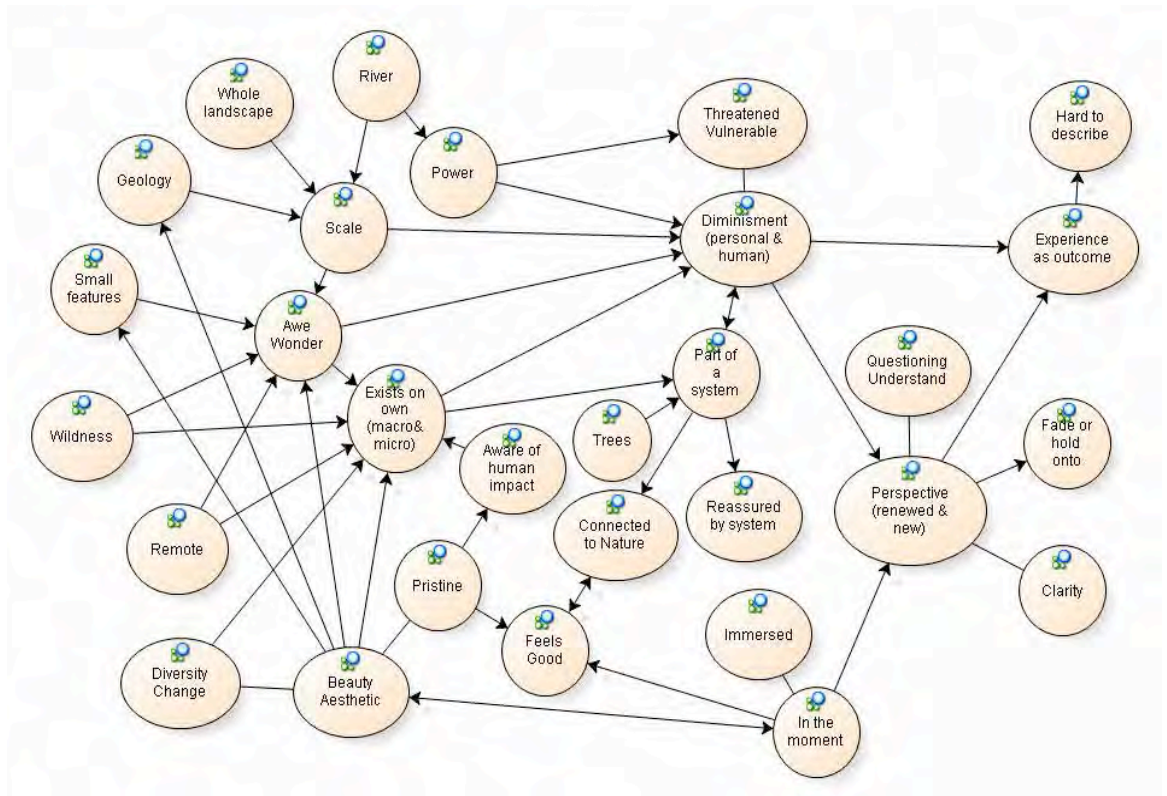 River
Whole
landscape
Threatened
Vulnerable
Hard to
describe
Geology
Power
Scale
Diminisment
(personal &
human)
Experience
as outcome
Small
features
Awe
Wonder
Part of
a
system
Questioning
Understand
Exists on
own
(macro&
micro)
Wildness
Trees
Aware of
human
impact
Fade or
hold
onto
Perspective
(renewed &
new)
Reassured
by system
Connected
to Nature
Remote
Pristine
Clarity
Immersed
Feels
Good
Diversity
Change
Beauty
Aesthetic
In the
moment